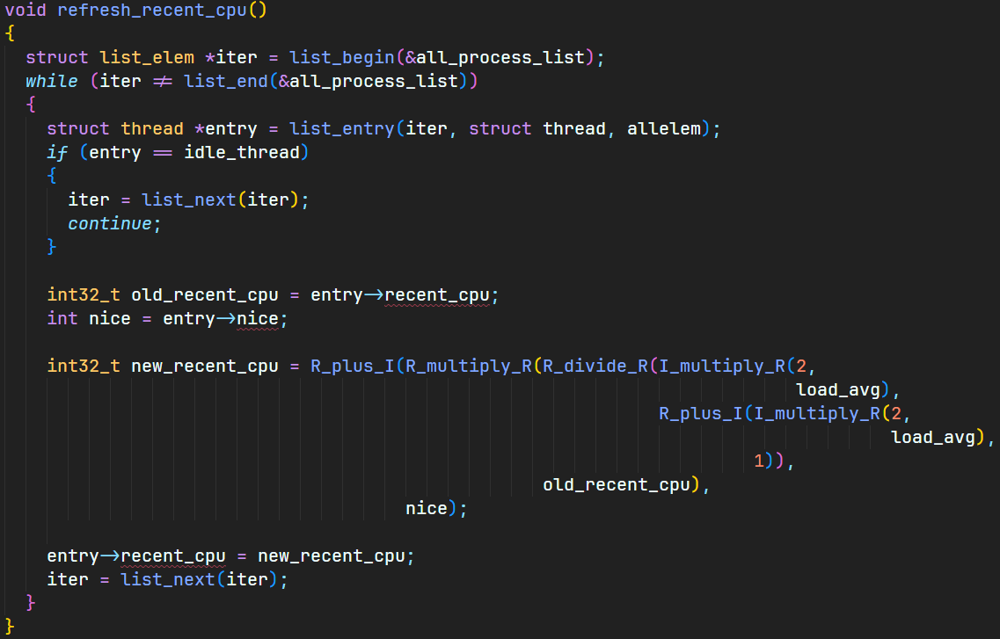 void refresh_recent_cpu()
{
  struct list_elem *iter = list_begin(&all_process_list);
  while (iter != list_end(&all_process_list))
  {
    struct thread *entry = list_entry(iter, struct thread, allelem);
    if (entry == idle_thread)
    {
      iter = list_next(iter);
      continue;
    }

    int32_t old_recent_cpu = entry->recent_cpu;
    int nice = entry->nice;

    int32_t new_recent_cpu = R_plus_I(R_multiply_R(R_divide_R(I_multiply_R(2,
                                                                           load_avg),
                                                              R_plus_I(I_multiply_R(2,
                                                                                    load_avg),
                                                                       1)),
                                                   old_recent_cpu),
                                      nice);

    entry->recent_cpu = new_recent_cpu;
    iter = list_next(iter);
  }
}